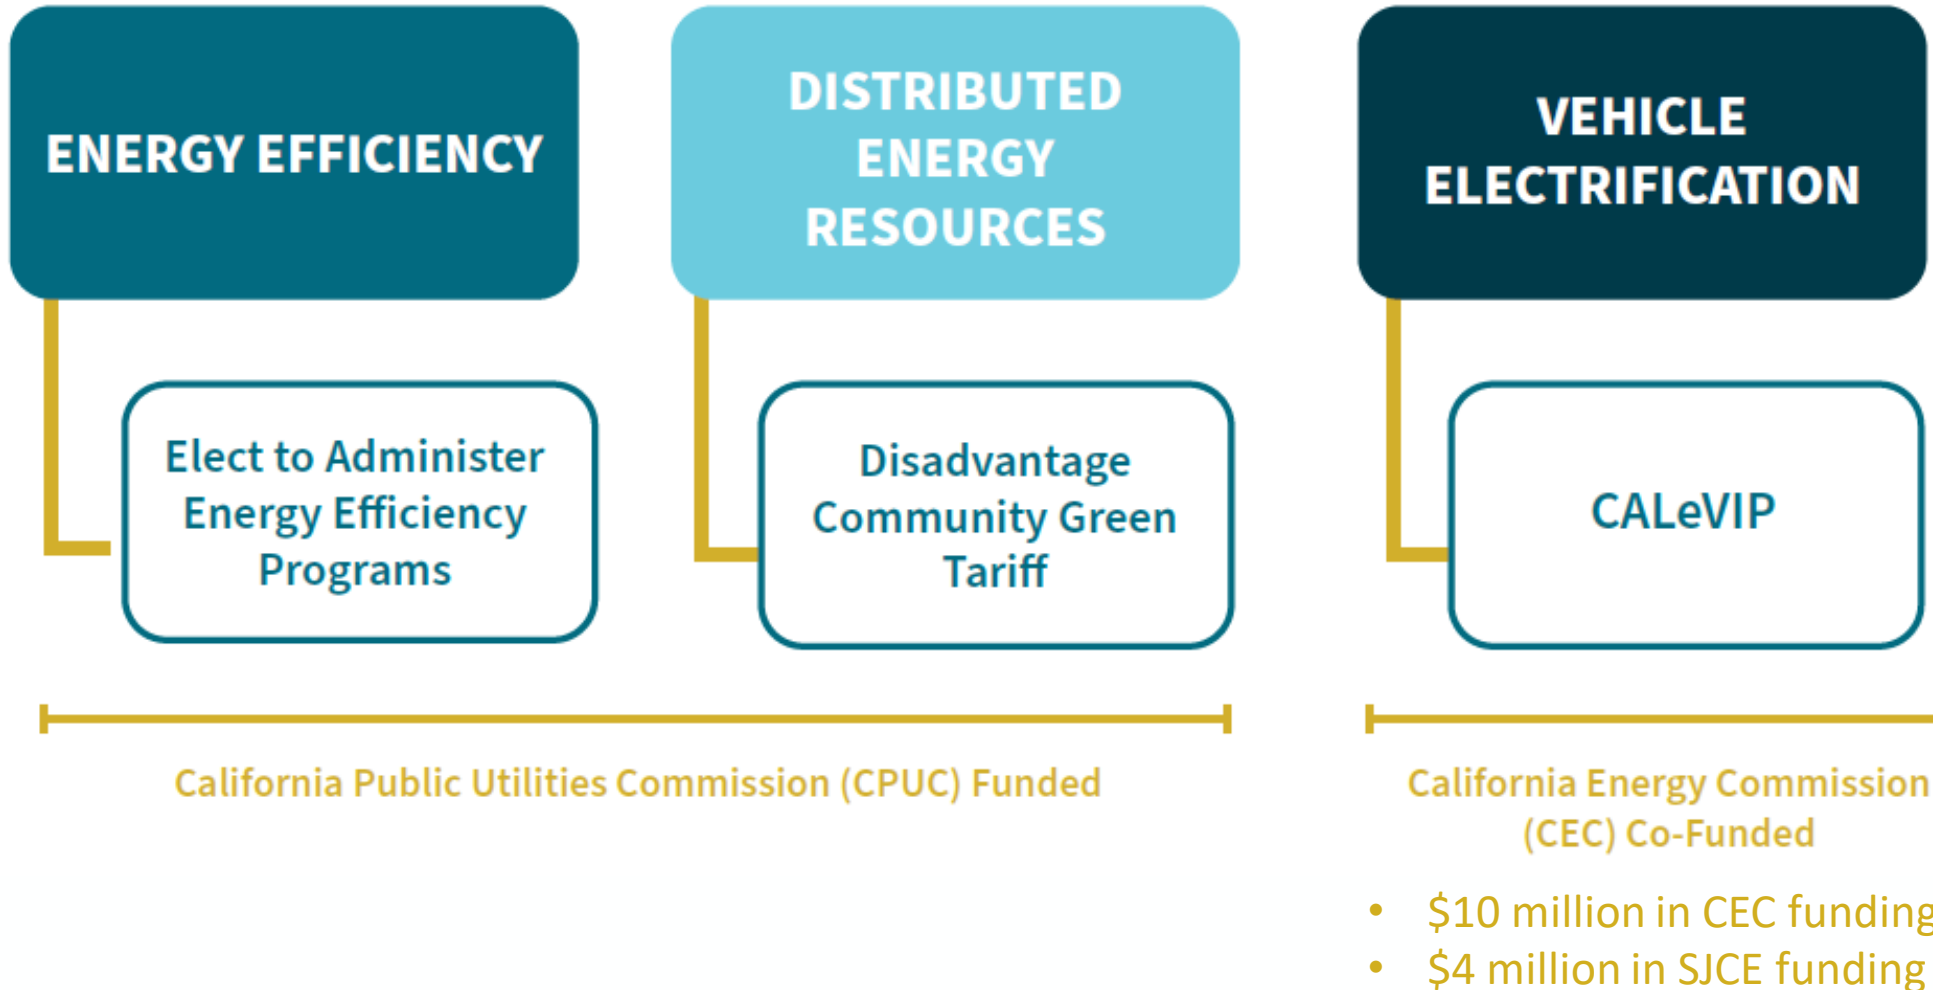 ENERGY EFFICIENCY
DISTRIBUTED
ENERGY
RESOURCES
VEHICLE
ELECTRIFICATION
Elect to Administer
Energy Efficiency
Programs
Disadvantage
Community Green
Tariff
CALeVIP
California Public Utilities Commission (CPUC) Funded
California Energy Commission
(CEC) Co-Funded
• $10 million in CEC funding
• $4 million in SJCE funding